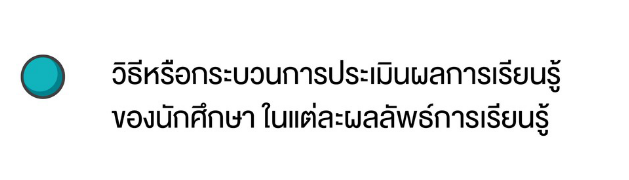 วิธีหรือกระบวนการประเมินผลการเรียนรู้
ของนักศึกษา ในแต่ละผลลัพธ์การเรียนรู้